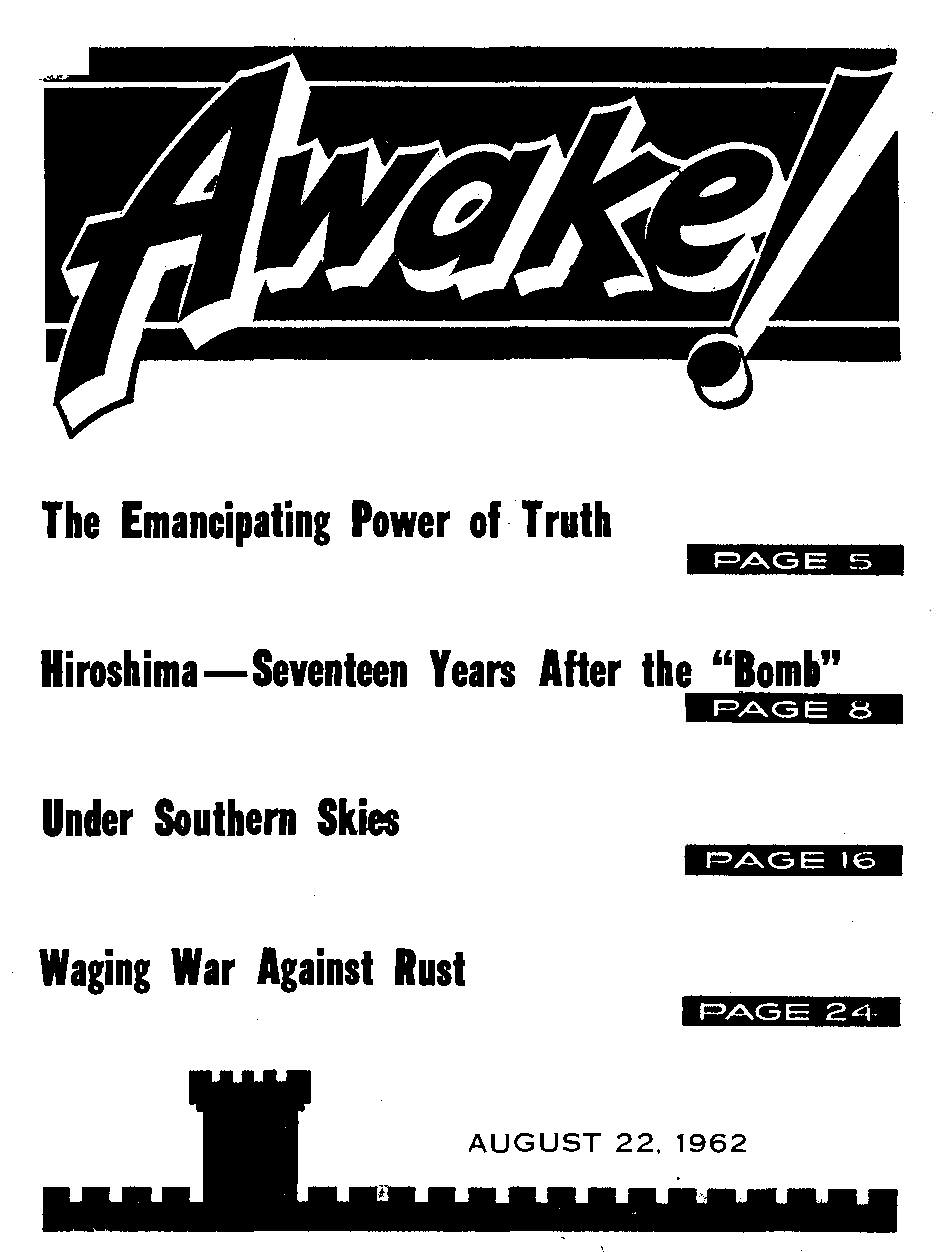 Awake!
The Emancipating Power of Truth
PAGE 5
Hiroshima—Seventeen Years After the “Bomb”
PAGE 8
Under Southern Skies
PAGE 16
Waging War Against Rust
PAGE 24
AUGUST 22, 1962